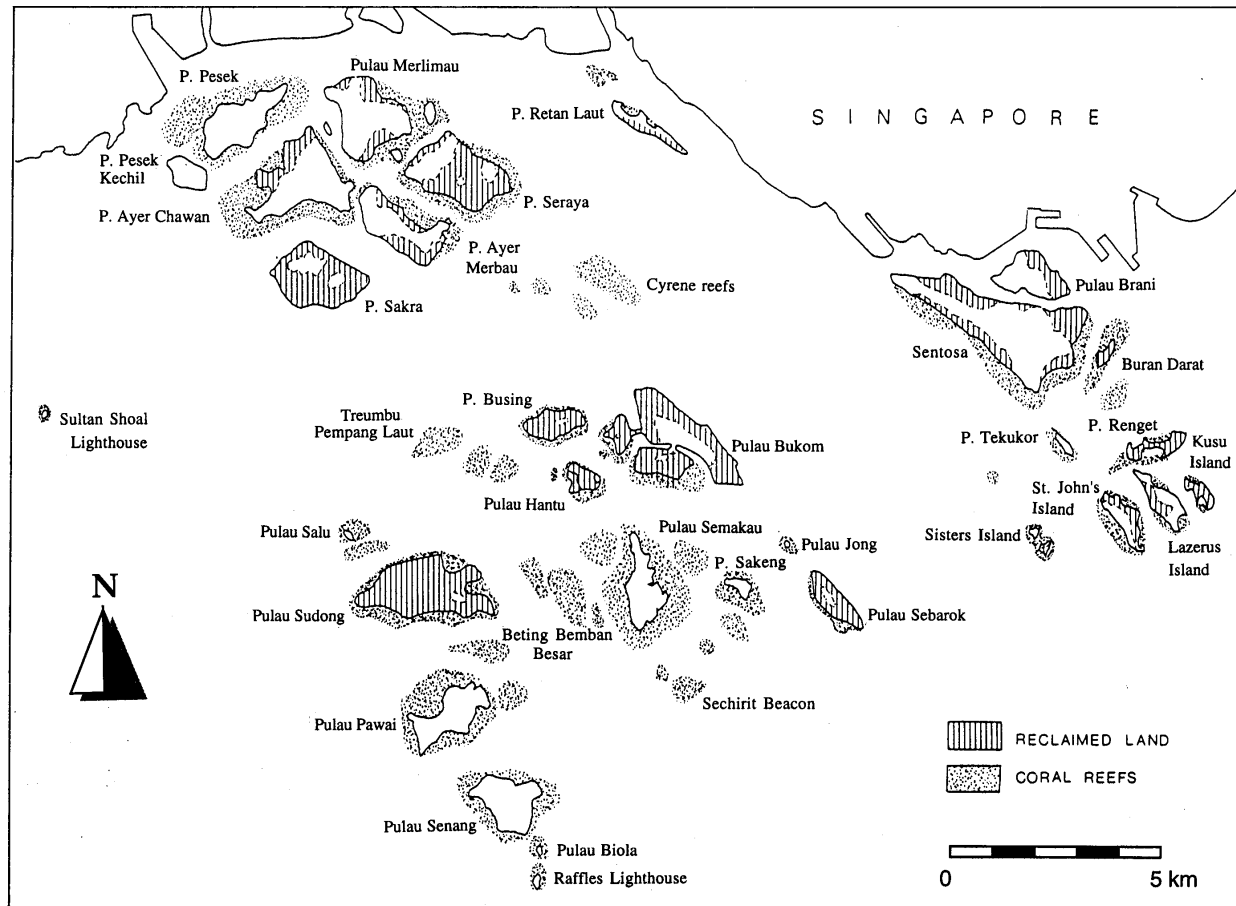 P. Pesek
Pulau Merlimau
P. Retan Laut
SINGAPORE
P. Pesek
Kechil
P. Ayer Chawan
P. Seraya
P. Ayer
Merbau
P. Sakra
Cyrene reefs
Pulau Brani
Sentosa
Buran Darat
Sultan Shoal
Lighthouse
Treumbu
Pempang Laut
P. Busing
Pulau Bukom
Pulau Hantu
P. Tekukor
P. Renget
Kusu
Island
St. John's
Island
Sisters Island
Lazerus
Island
Pulau Salu
Pulau Semakau
P. Sakeng
Pulau Jong
Pulau Sudong
Beting Bemban
Besar
Pulau Sebarok
N
Pulau Pawai
Sechirit Beacon
Pulau Senang
Pulau Biola
Raffles Lighthouse
RECLAIMED LAND
CORAL REEFS
0 5 km